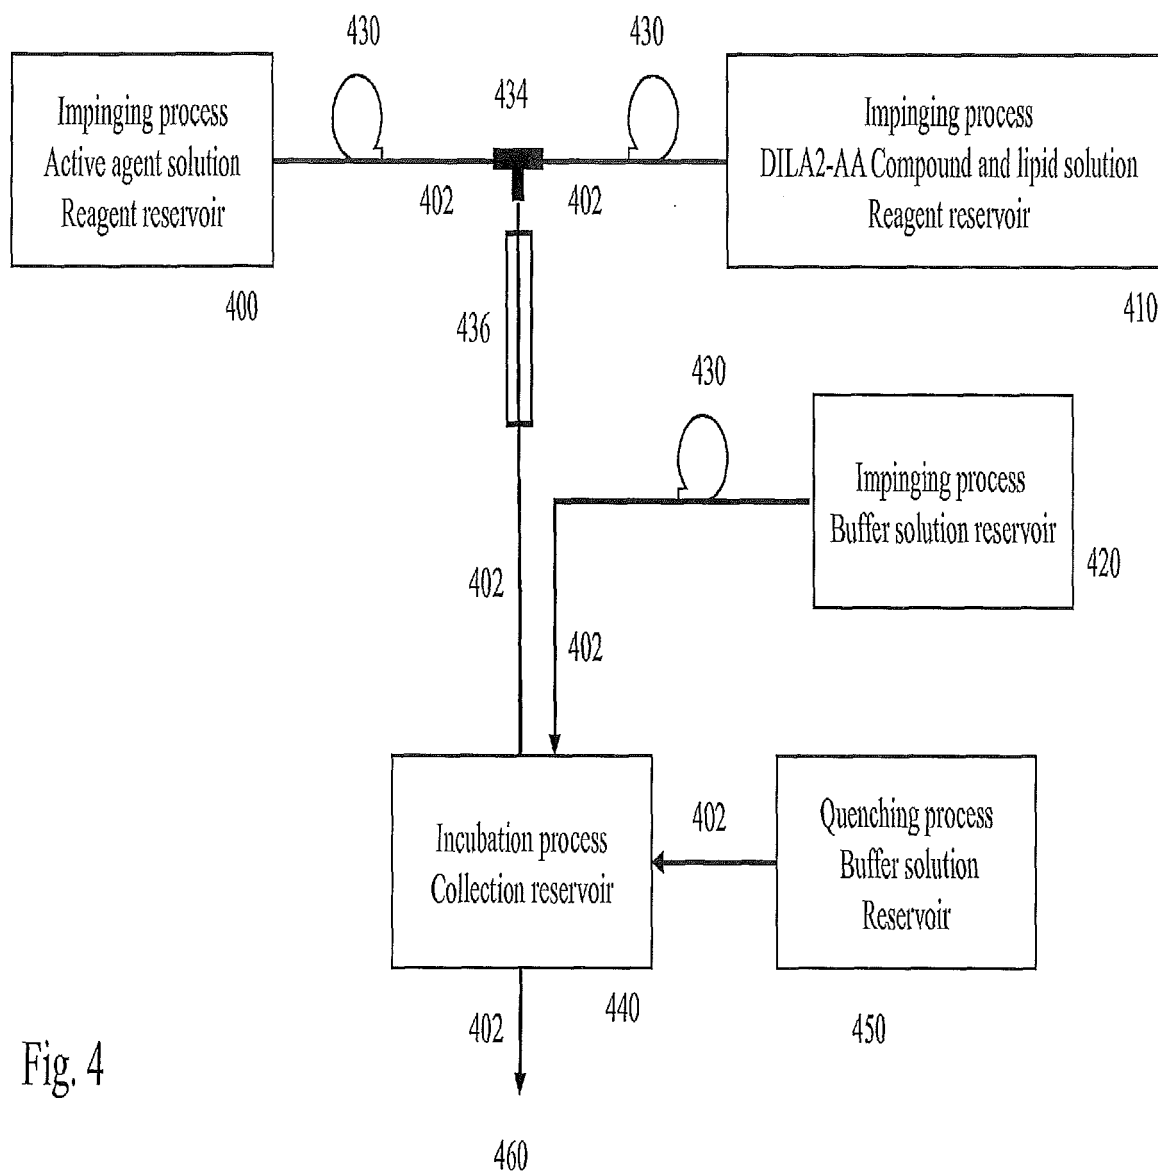 430
430
434
Impinging process
Active agent solution
Reagent reservoir
Impinging process
DILA2-AA Compound and lipid solution
Reagent reservoir
402
402
400
436
410
430
Impinging process
Buffer solution reservoir
420
402
402
Incubation process
Collection reservoir
402
Quenching process
Buffer solution
Reservoir
440
450
402
Fig. 4
460